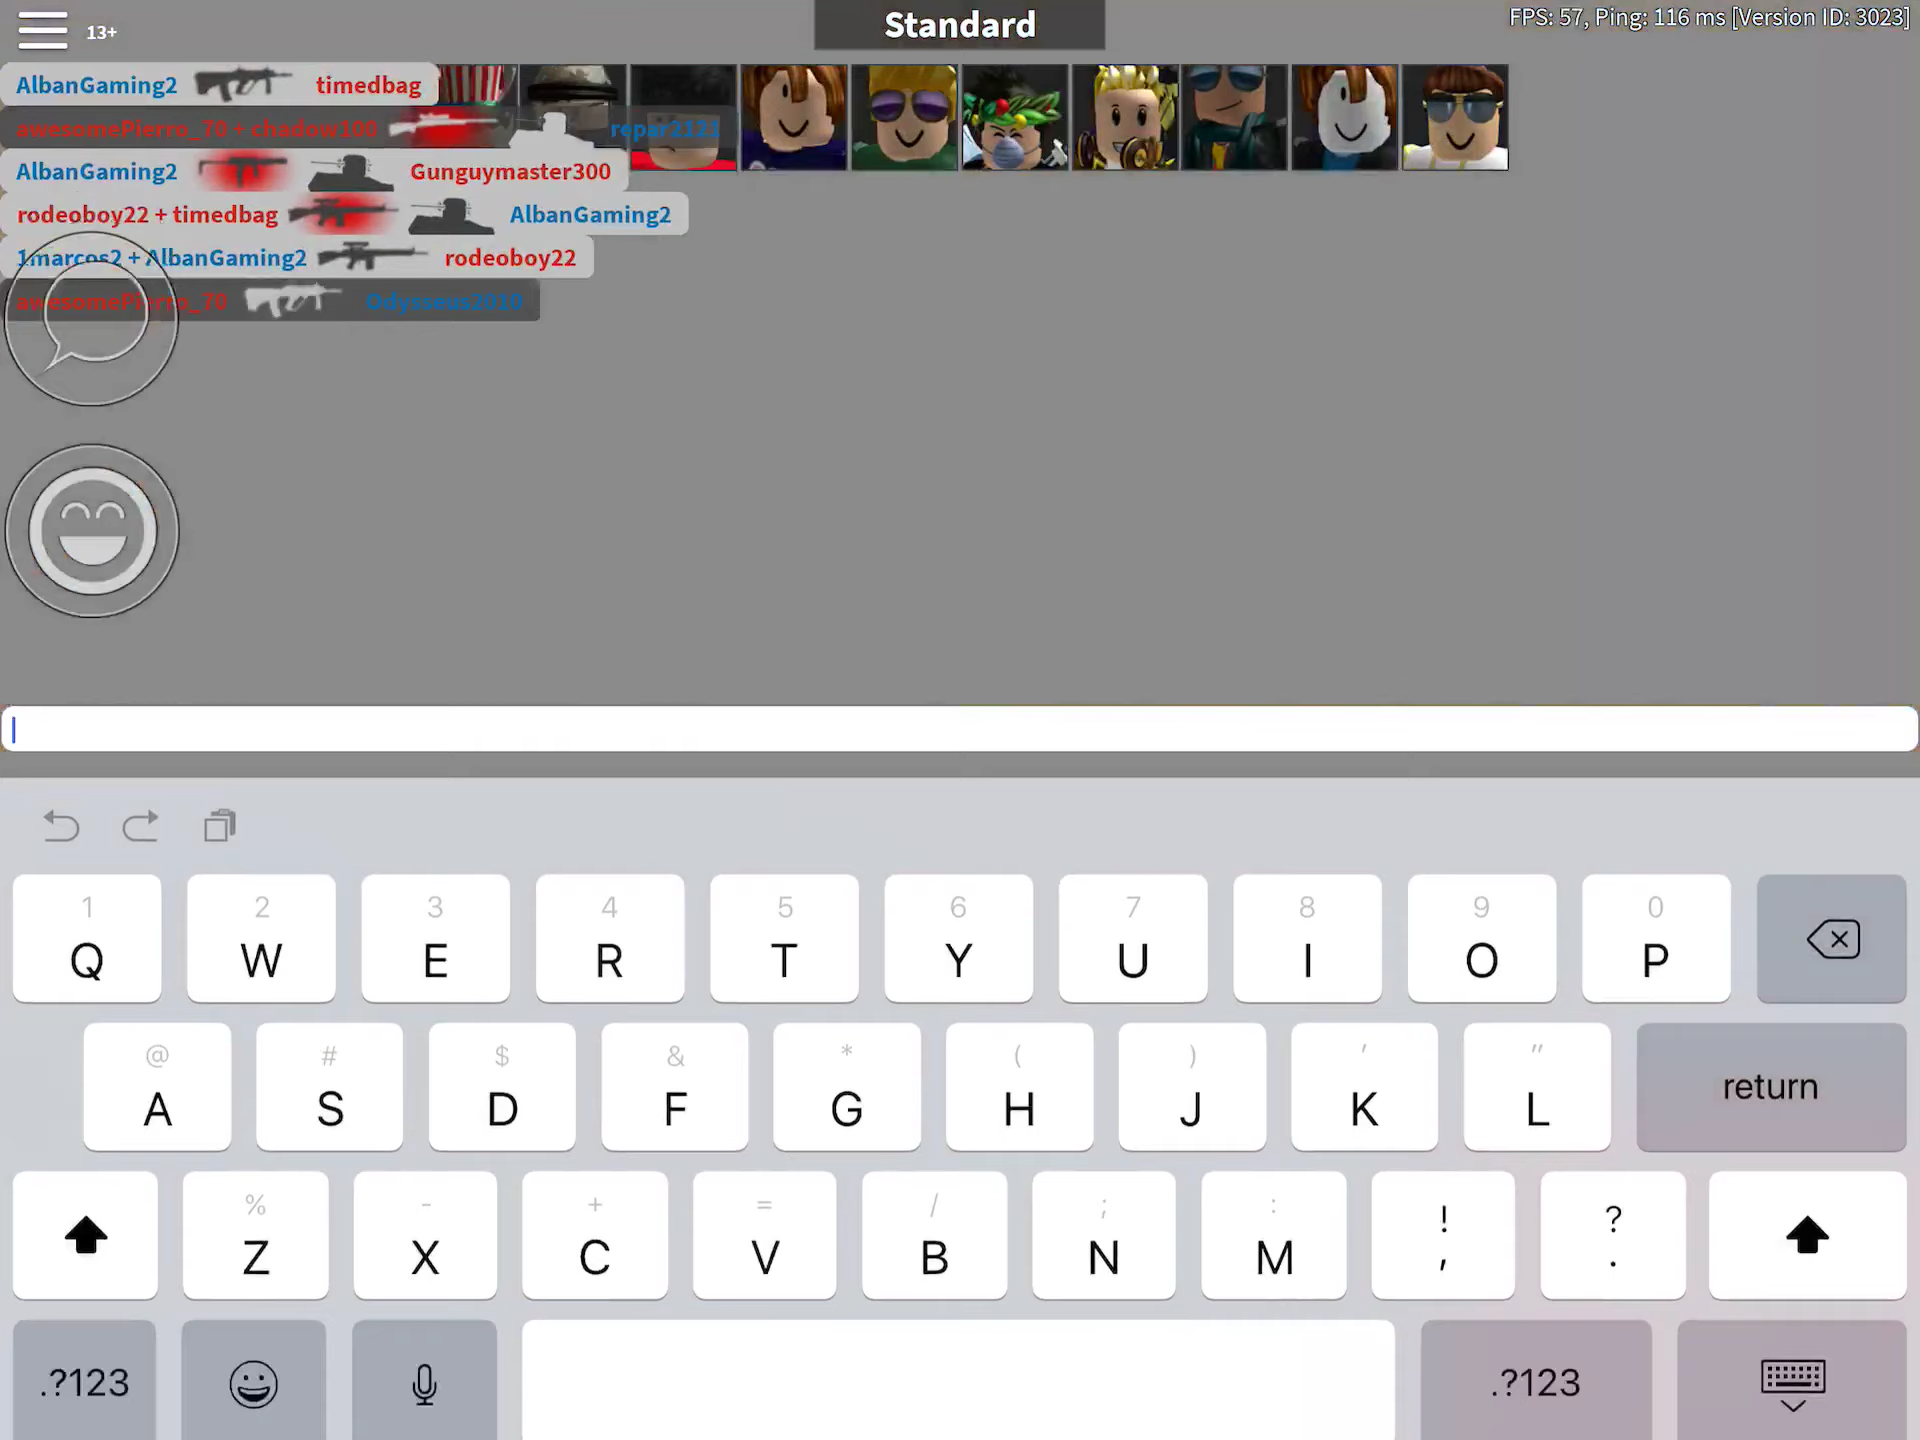 13+
Standard
FPS: 57, Ping: 116 ms [Version ID: 3023]
AlbanGaming2 timedbag
awesomePierro_70 + chadow100 repar2121
AlbanGaming2 Gunguymaster300
rodeoboy22 + timedbag AlbanGaming2
1marcos2 + AlbanGaming2 rodeoboy22
awesomePierro_70 Odysseus2010
1 2 3 4 5 6 7 8 9 0
Q W E R T Y U I O P
@ # $ & * ( ) ' "
A S D F G H J K L return
% - + = / ; : ! ?
Z X C V B N M , .
.?123 .?123